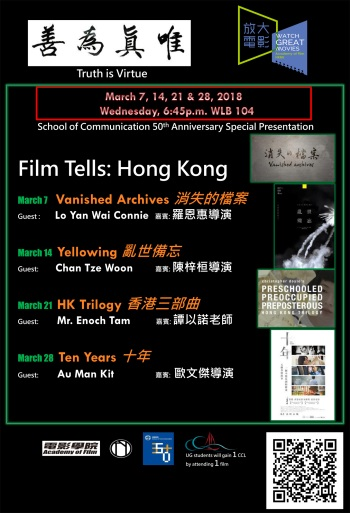 善為真唯
Truth is Virtue
放大電影
WATCH GREAT MOVIES
March 7, 14, 21 & 28, 2018
Wednesday, 6:45p.m. WLB 104
School of Communication 50th Anniversary Special Presentation
Film Tells: Hong Kong
March 7 Vanished Archives 消失的檔案
Guest : Lo Yan Wai Connie 嘉賓: 羅恩惠導演
March 14 Yellowing 亂世備忘
Guest: Chan Tze Woon 嘉賓: 陳梓桓導演
March 21 HK Trilogy 香港三部曲
Guest: Mr. Enoch Tam 嘉賓: 譚以諾老師
March 28 Ten Years 十年
Guest: Au Man Kit 嘉賓: 歐文傑導演
消失的檔案
Vanished Archives
PRESCHOOLED
PREOCCUPIED
PREPOSTEROUS
HONG KONG TRILOGY
十年
電影學院
Academy of Film
UG students will gain 1 CCL
by attending 1 film